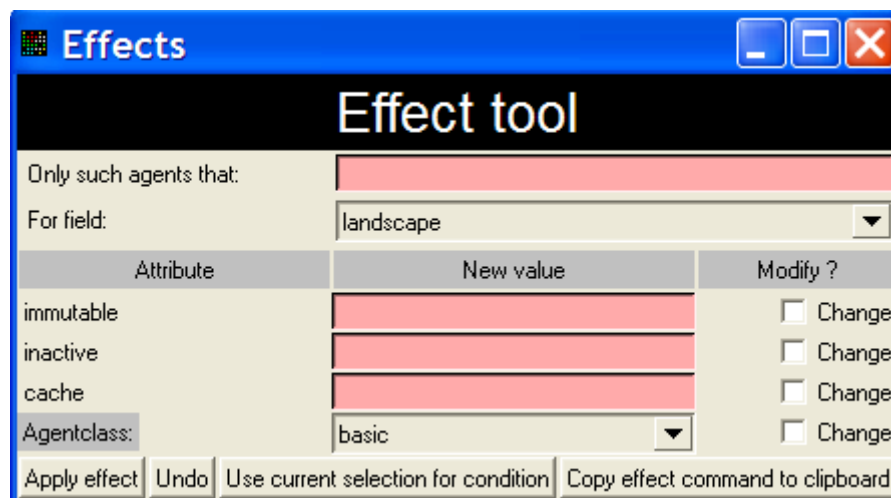 Effects
Effect tool
Only such agents that:
For field: landscape
Attribute New value Modify ?
immutable Change
inactive Change
cache Change
Agentclass: basic Change
Apply effect Undo Use current selection for condition Copy effect command to clipboard